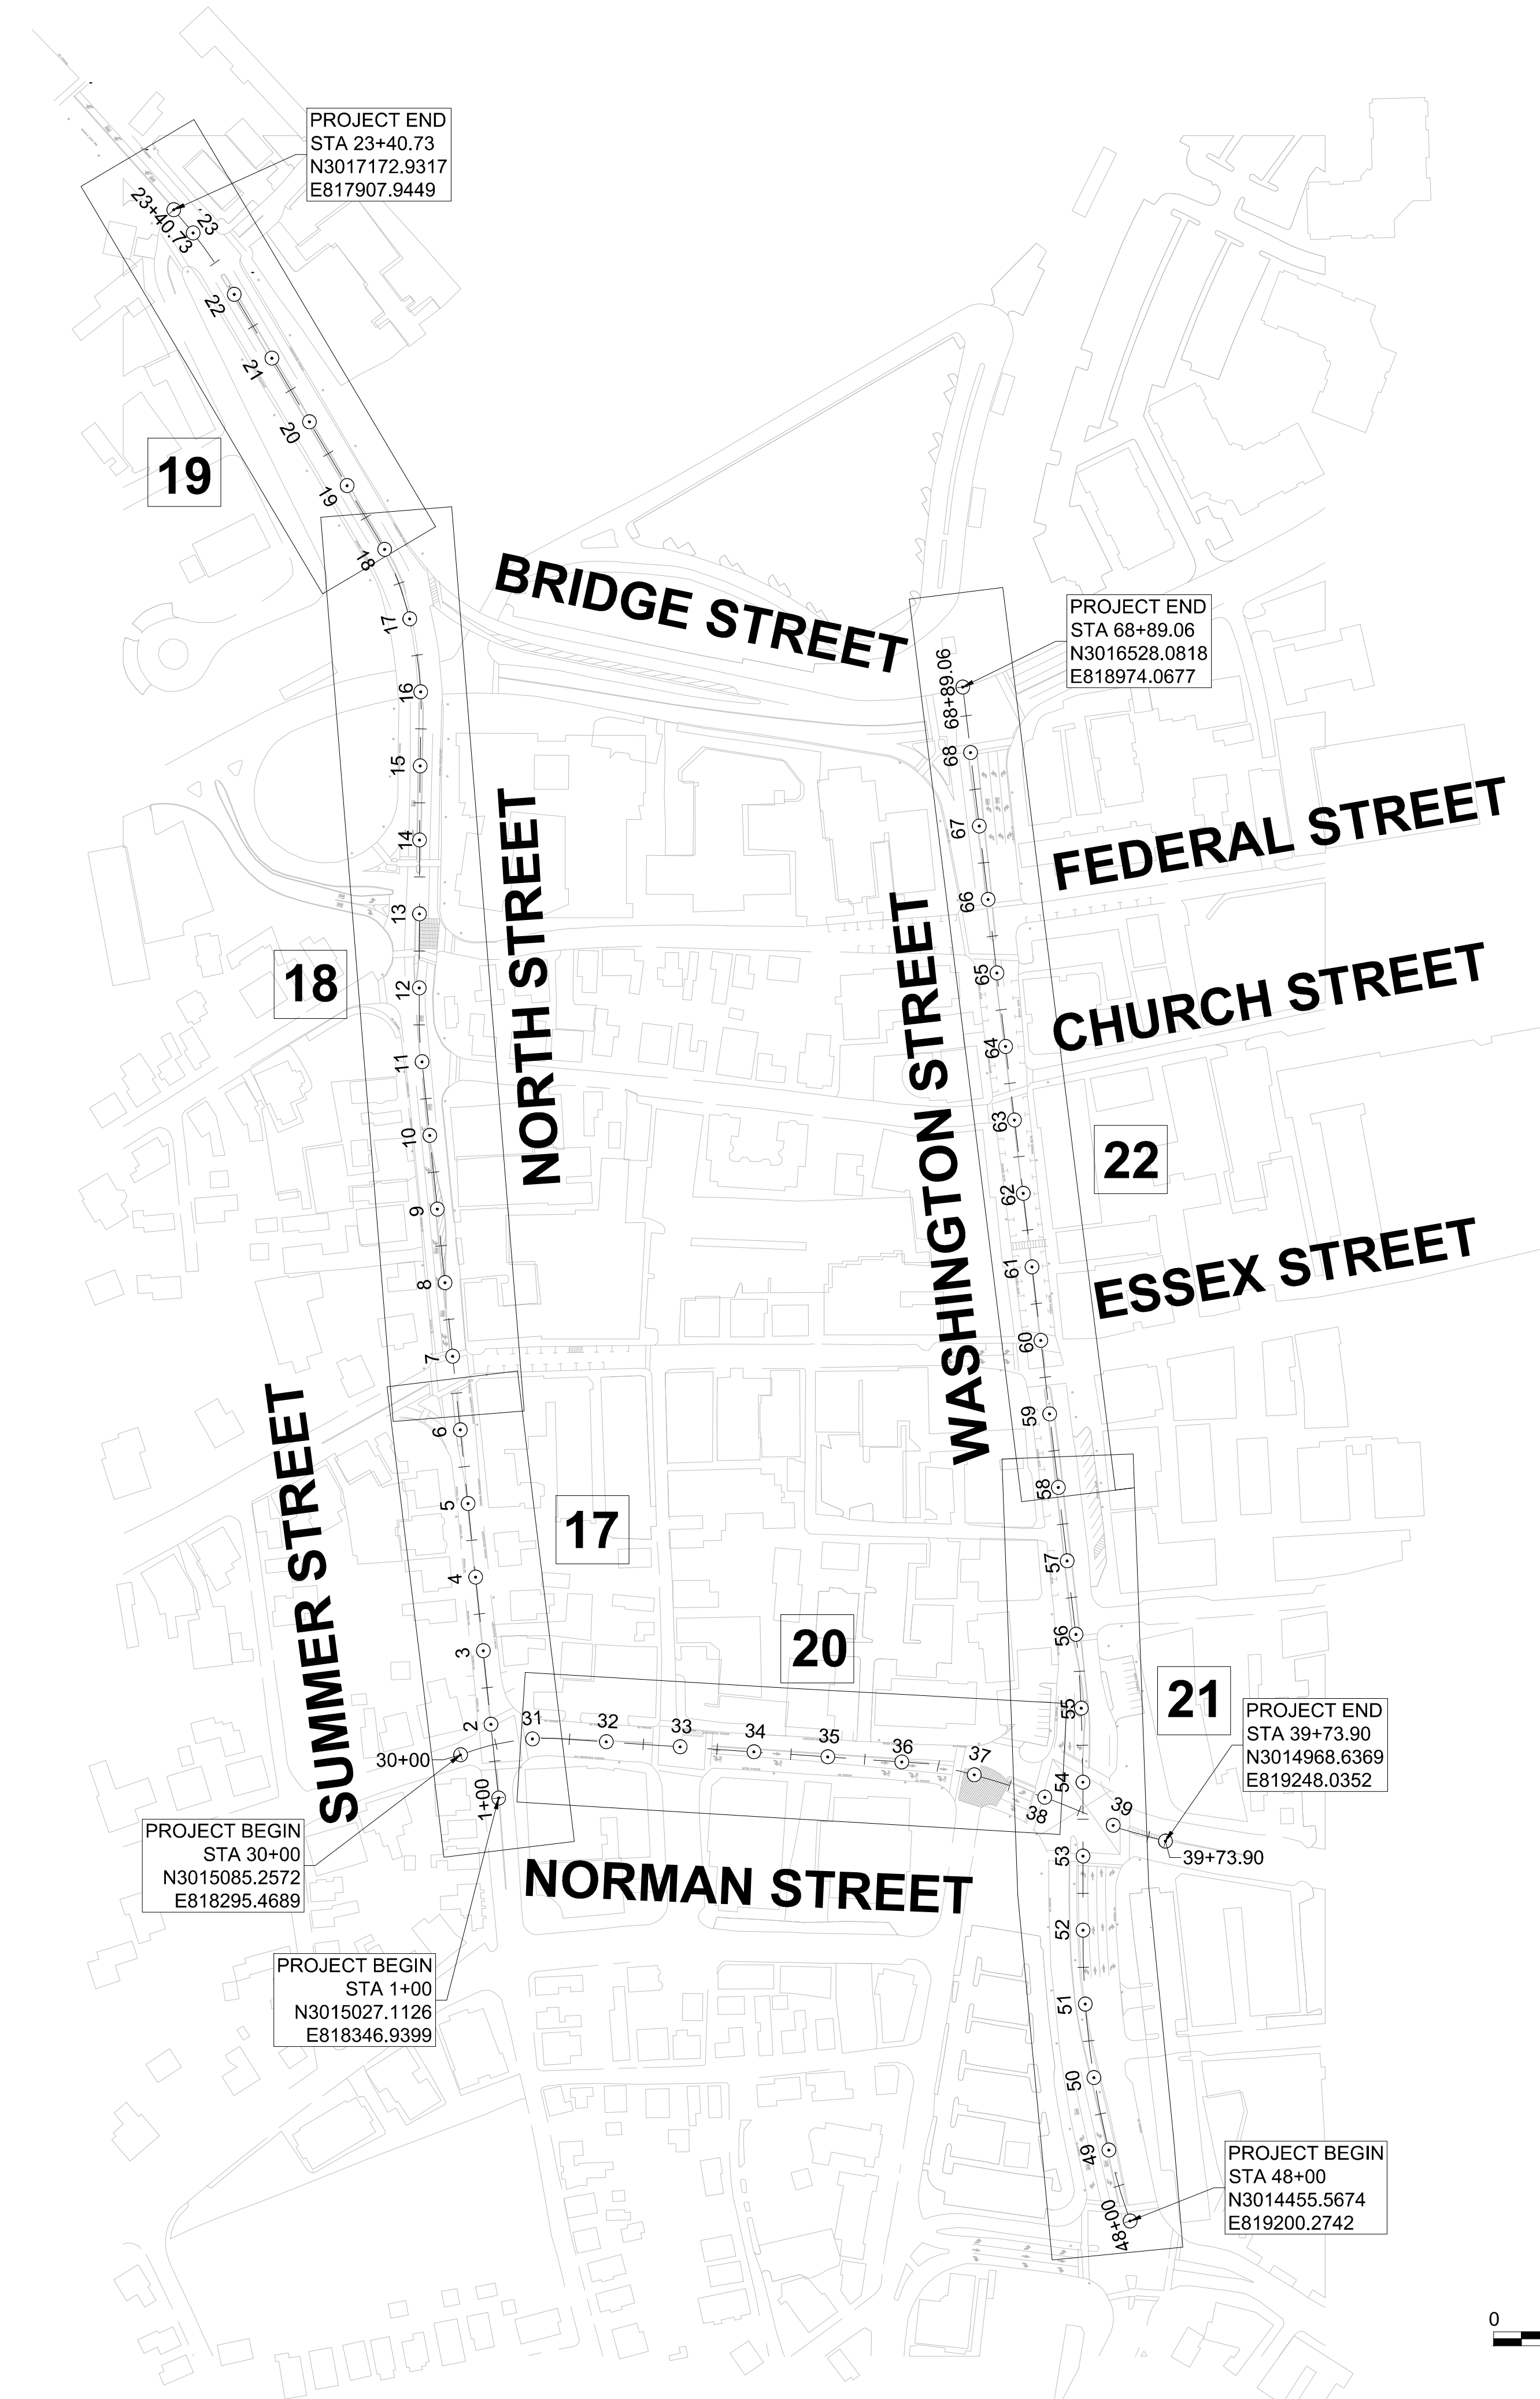 PROJECT END
STA 23+40.73
N3017172.9317
E817907.9449
23+40.73
23
22
21
20
19
18
19
17
16
15
14
13
12
11
10
9
8
7
6
5
4
3
2
1+00
BRIDGE STREET
PROJECT END
STA 68+89.06
N3016528.0818
E818974.0677
68+89.06
68
67
66
65
64
63
62
61
60
59
58
57
56
55
54
53
52
51
50
49
48+00
FEDERAL STREET
CHURCH STREET
ESSEX STREET
NORTH STREET
WASHINGTON STREET
SUMMER STREET
18
22
17
20
21
30+00
31
32
33
34
35
36
37
38
39
39+73.90
PROJECT END
STA 39+73.90
N3014968.6369
E819248.0352
PROJECT BEGIN
STA 30+00
N3015085.2572
E818295.4689
NORMAN STREET
PROJECT BEGIN
STA 1+00
N3015027.1126
E818346.9399
PROJECT BEGIN
STA 48+00
N3014455.5674
E819200.2742
0